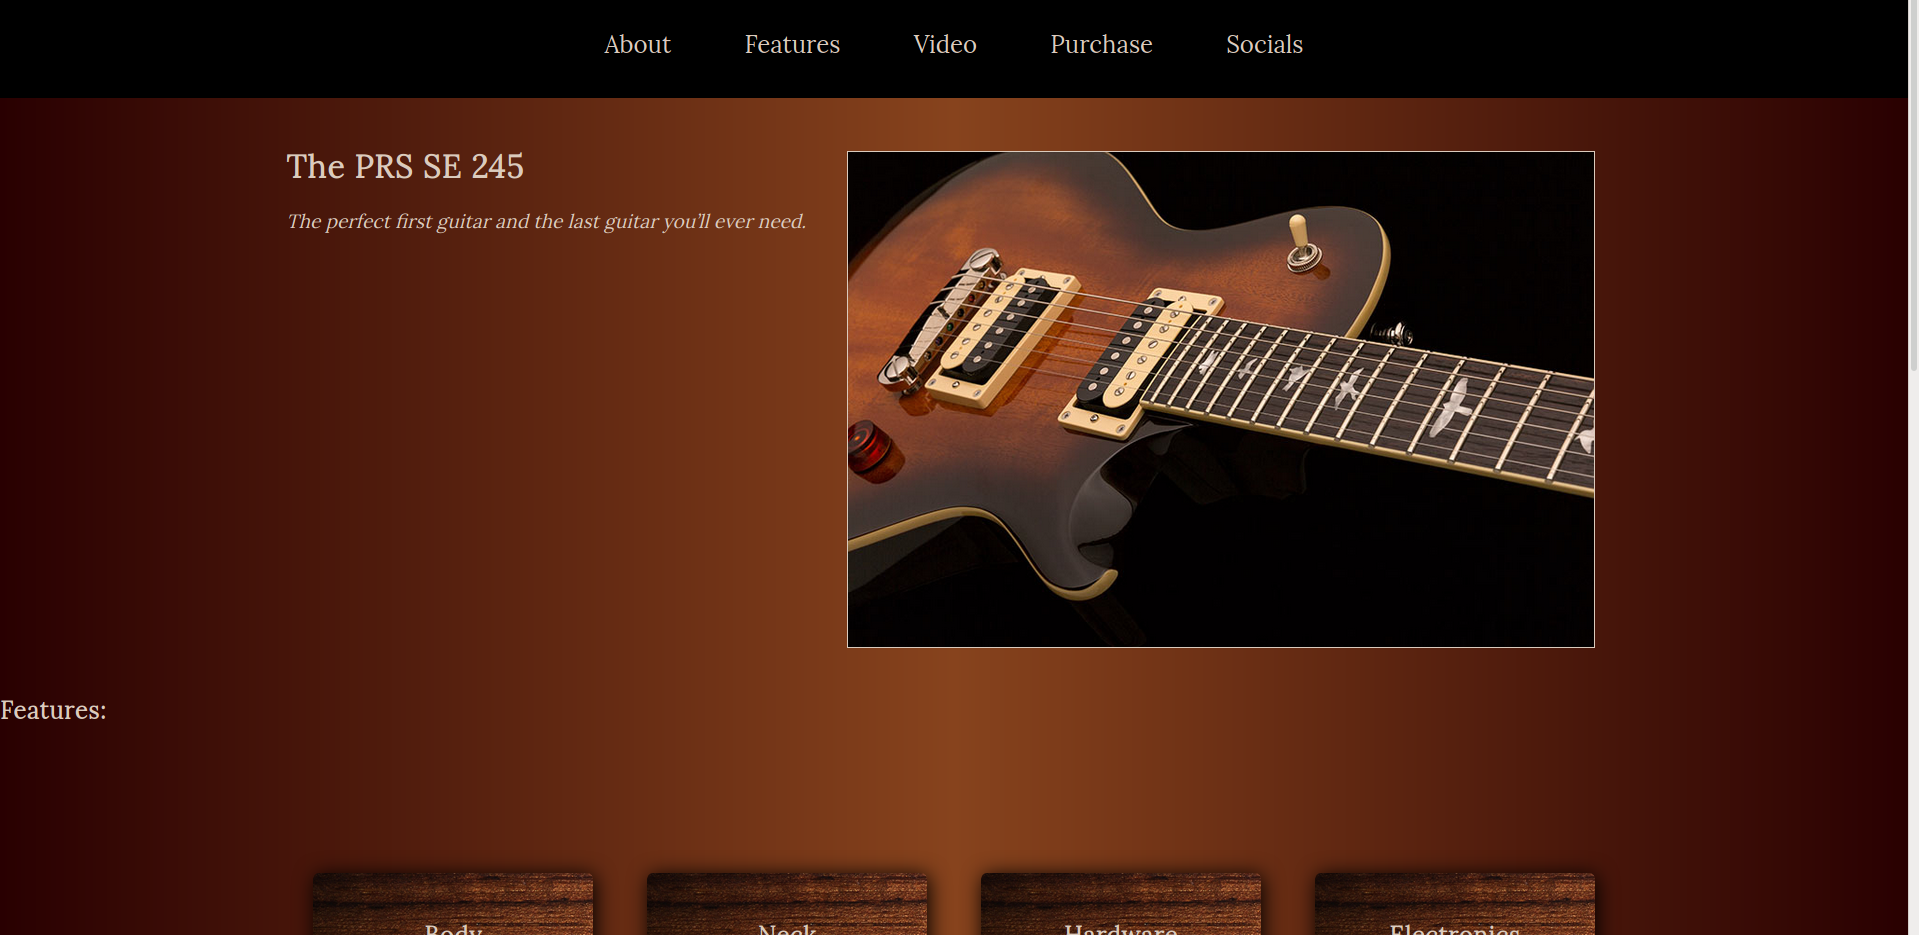 About Features Video Purchase Socials
The PRS SE 245
The perfect first guitar and the last guitar you'll ever need.
Features:
Body Neck Hardware Electronics